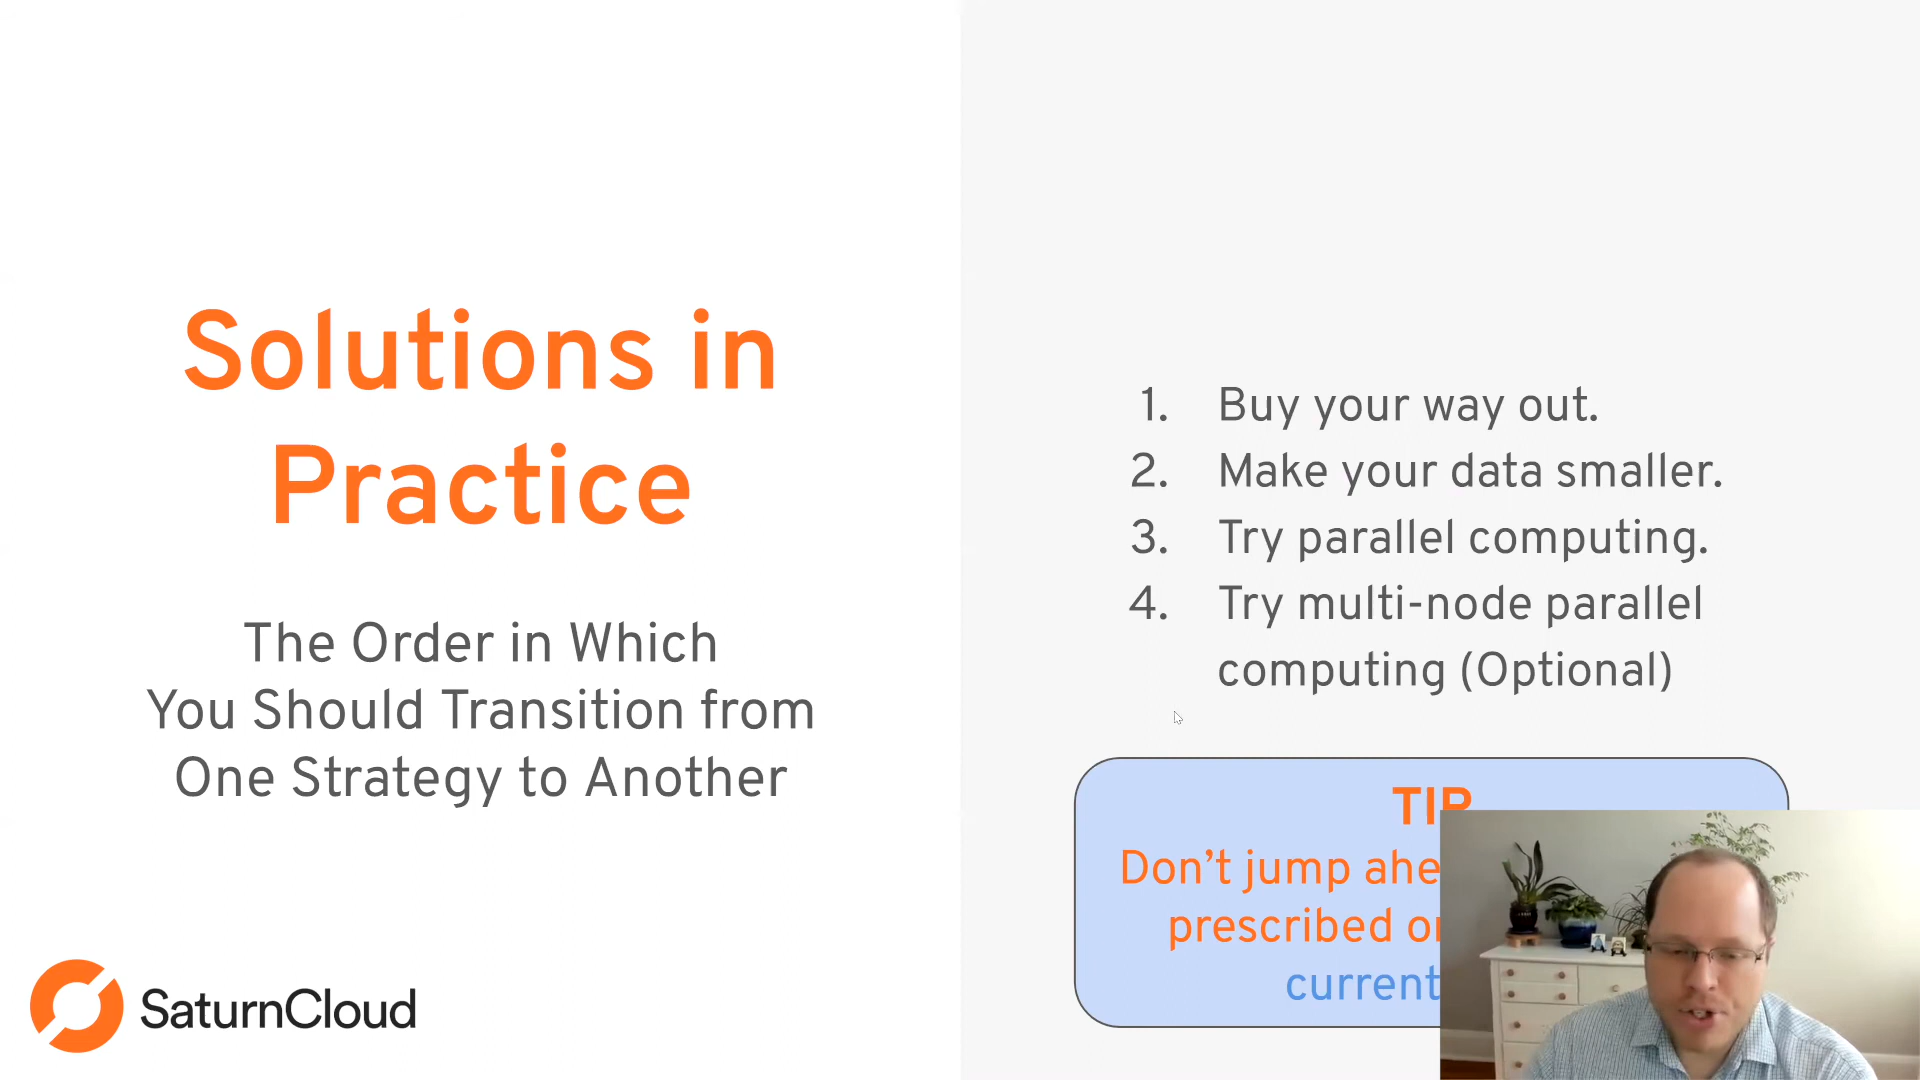 Solutions in
Practice
The Order in Which
You Should Transition from
One Strategy to Another
SaturnCloud
1. Buy your way out.
2. Make your data smaller.
3. Try parallel computing.
4. Try multi-node parallel
computing (Optional)
TIP
Don't jump
prescribed
current